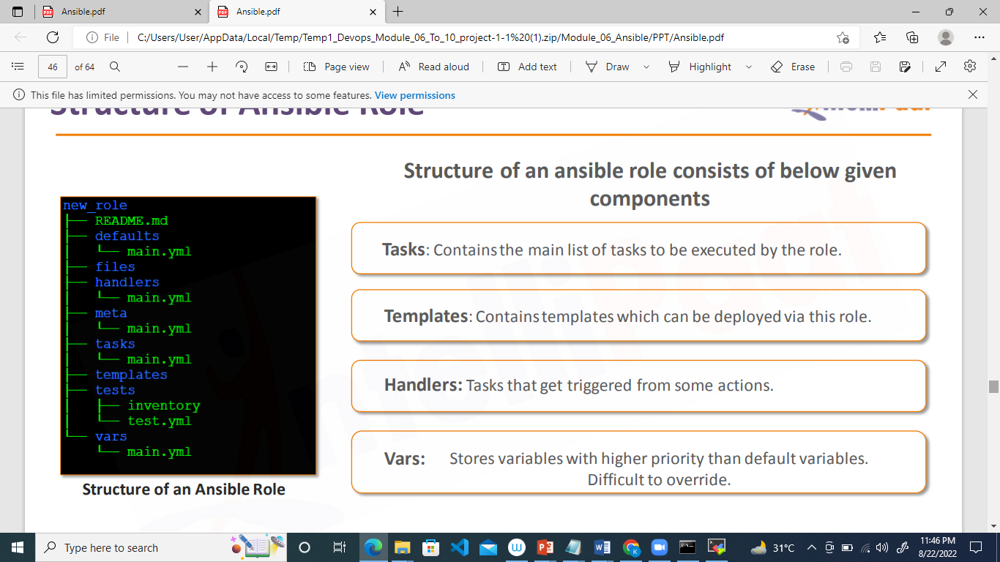 Ansible.pdf
Ansible.pdf
File
C:/Users/User/AppData/Local/Temp/Temp1_Devops_Module_06_To_10_project-1-1%20(1).zip/Module_06_Ansible/PPT/Ansible.pdf
46 of 64
Page view
Read aloud
Add text
Draw
Highlight
Erase
This file has limited permissions. You may not have access to some features. View permissions
Structure of Ansible Role
Structure of an ansible role consists of below given
components
new_role
├── README.md
├── defaults
│   └── main.yml
├── files
├── handlers
│   └── main.yml
├── meta
│   └── main.yml
├── tasks
│   └── main.yml
├── templates
├── tests
│   ├── inventory
│   └── test.yml
└── vars
    └── main.yml
Structure of an Ansible Role
Tasks: Contains the main list of tasks to be executed by the role.
Templates: Contains templates which can be deployed via this role.
Handlers: Tasks that get triggered from some actions.
Vars: Stores variables with higher priority than default variables.
Difficult to override.
Type here to search
31°C
11:46 PM
8/22/2022